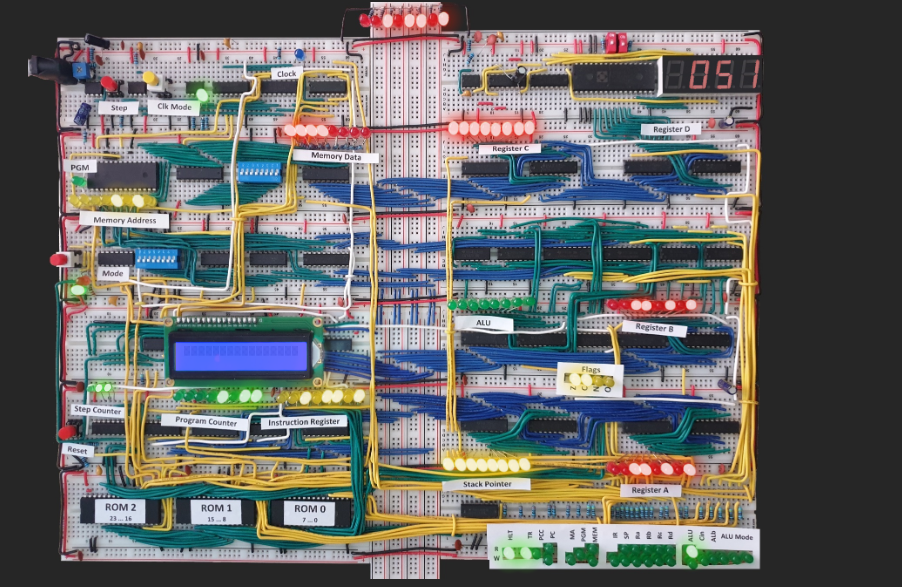 Clock
051
Step
Clk Mode
Register D
Register C
Memory Data
PGM
Memory Address
Mode
ALU
Register B
Flags
Step Counter
Program Counter
Instruction Register
Reset
Stack Pointer
Register A
ROM 2
23 ... 16
ROM 1
15 ... 8
ROM 0
7 ... 0
HLT
TR
PCC
PC
MA
PGM
MEM
IR
SP
Ra
Rb
Rc
Rd
ALU
Cin
ALU
ALU Mode
R
W